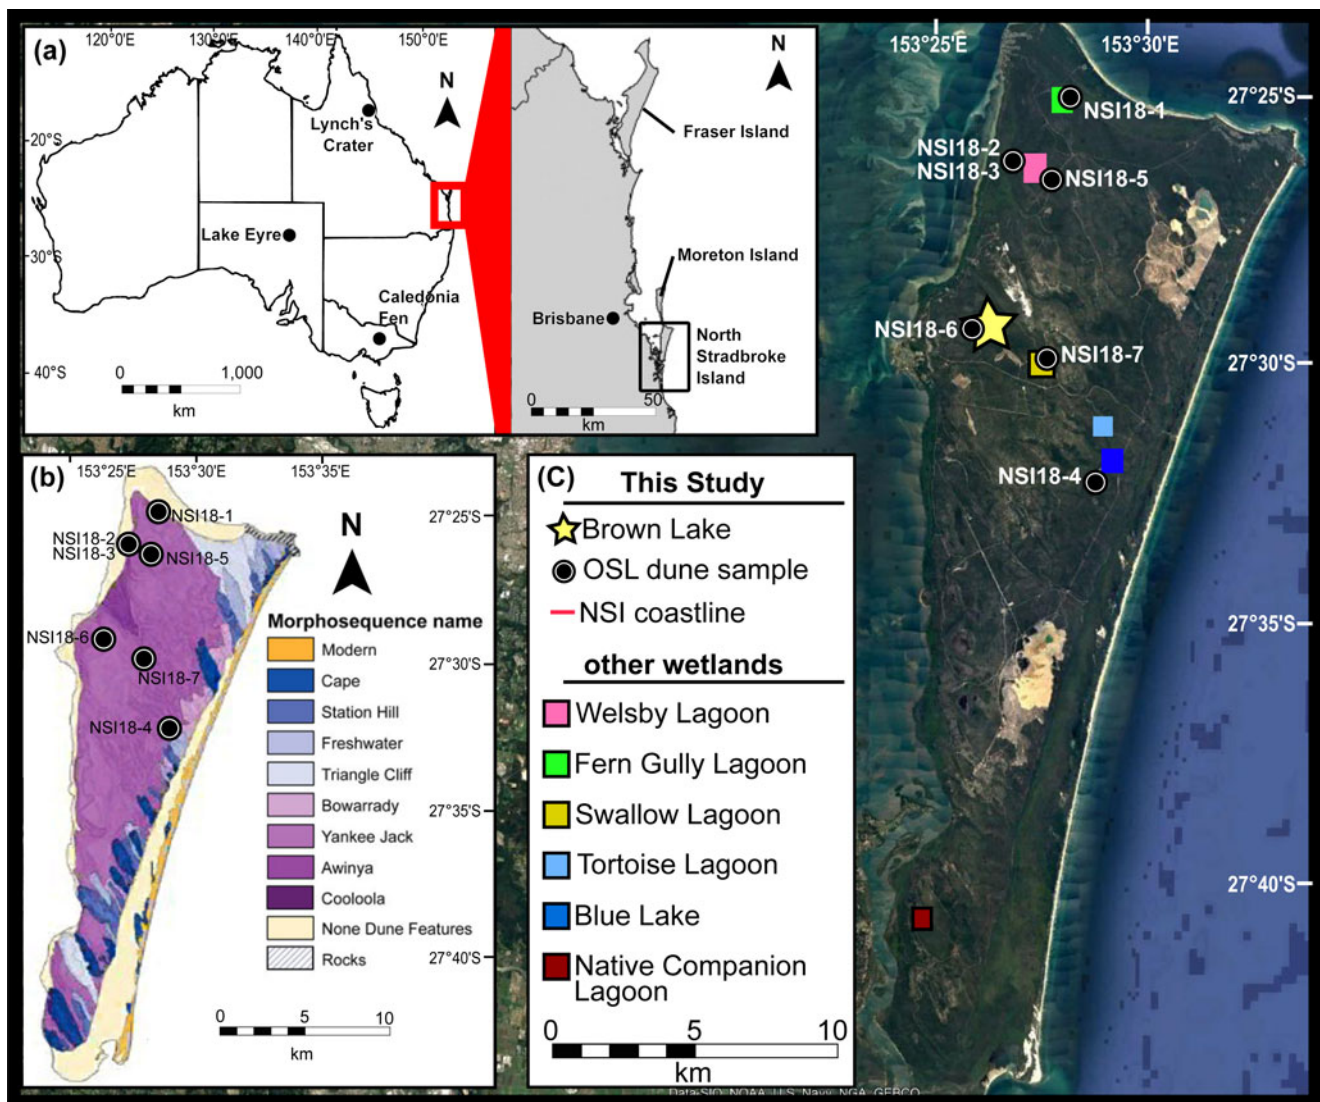 (a)
120°0'E 130°0'E 140°0'E 150°0'E
20°S
30°S
40°S
N
Lynch's
Crater
Lake Eyre
Caledonia
Fen
0 1,000
km
N
Fraser Island
Moreton Island
Brisbane
North
Stradbroke
Island
0 50
km
153°25'E 153°30'E
27°25'S
27°30'S
27°35'S
27°40'S
NSI18-1
NSI18-2
NSI18-3
NSI18-5
NSI18-6
NSI18-7
NSI18-4
(b)
153°25'E 153°30'E 153°35'E
27°25'S
27°30'S
27°35'S
27°40'S
N
NSI18-1
NSI18-2
NSI18-3
NSI18-5
NSI18-6
NSI18-7
NSI18-4
Morphosequence name
Modern
Cape
Station Hill
Freshwater
Triangle Cliff
Bowarrady
Yankee Jack
Awinya
Cooloola
None Dune Features
Rocks
0 5 10
km
(C)
This Study
Brown Lake
OSL dune sample
NSI coastline
other wetlands
Welsby Lagoon
Fern Gully Lagoon
Swallow Lagoon
Tortoise Lagoon
Blue Lake
Native Companion
Lagoon
0 5 10
km
Data SIO, NOAA, U.S. Navy, NGA, GEBCO